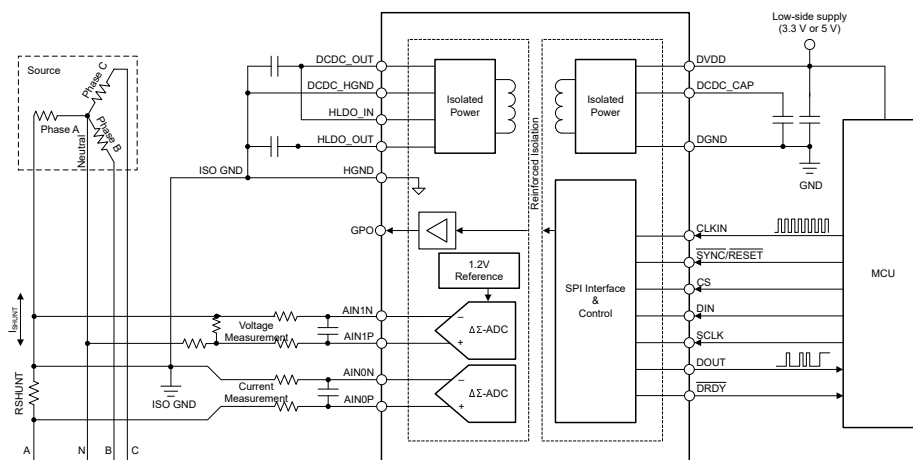 Low-side supply
(3.3 V or 5 V)
Source
Phase C
Phase A
Phase B
Neutral
DCDC_OUT
DCDC_HGND
HLDO_IN
HLDO_OUT
ISO GND
HGND
GPO
Isolated
Power
Isolated
Power
Reinforced Isolation
DVDD
DCDC_CAP
DGND
GND
1.2V
Reference
SPI Interface
&
Control
CLKIN
SYNC/RESET
CS
DIN
SCLK
DOUT
DRDY
MCU
ISHUNT
Voltage
Measurement
AIN1N
AIN1P
ΔΣ-ADC
− 
+
RSHUNT
ISO GND
Current
Measurement
AIN0N
AIN0P
ΔΣ-ADC
−
+
A
N
B
C